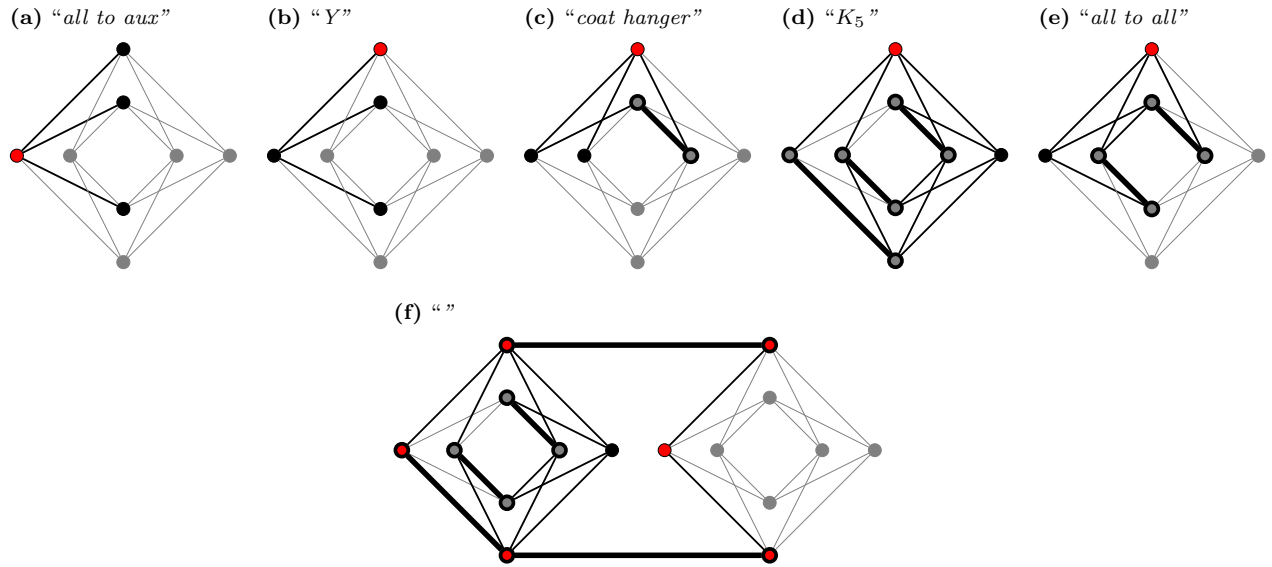 (a) “all to aux”
(b) “Y”
(c) “coat hanger”
(d) “K₅”
(e) “all to all”
(f) “ ”